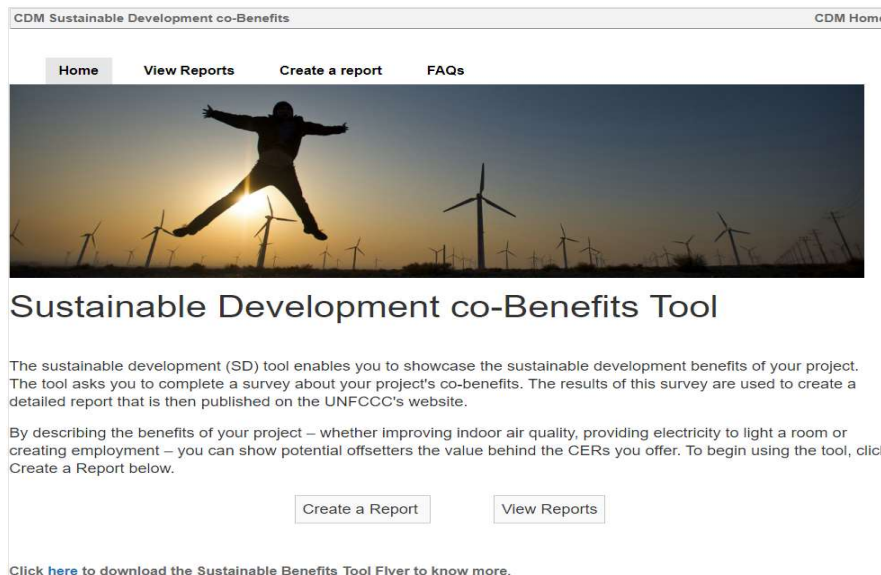 CDM Sustainable Development co-Benefits CDM Home
Home View Reports Create a report FAQs
Sustainable Development co-Benefits Tool
The sustainable development (SD) tool enables you to showcase the sustainable development benefits of your project.
The tool asks you to complete a survey about your project's co-benefits. The results of this survey are used to create a
detailed report that is then published on the UNFCCC's website.
By describing the benefits of your project – whether improving indoor air quality, providing electricity to light a room or
creating employment – you can show potential offsetters the value behind the CERs you offer. To begin using the tool, clic
Create a Report below.
Create a Report View Reports
Click here to download the Sustainable Benefits Tool Flyer to know more.